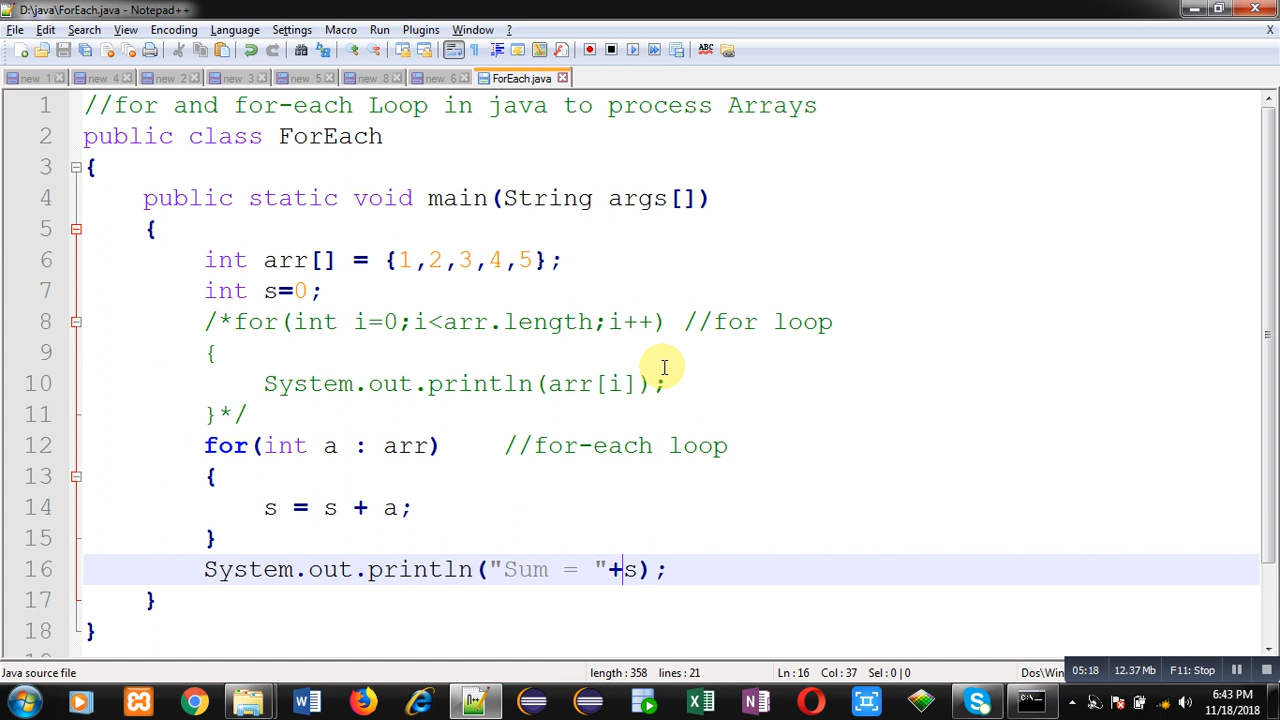 D:\java\ForEach.java - Notepad++
File Edit Search View Encoding Language Settings Macro Run Plugins Window ? X
new 1 new 4 new 2 new 3 new 5 new 8 new 6 ForEach.java
1 //for and for-each Loop in java to process Arrays
2 public class ForEach
3 {
4 public static void main(String args[])
5 {
6 int arr[] = {1,2,3,4,5};
7 int s=0;
8 /*for(int i=0;i<arr.length;i++) //for loop
9 {
10 System.out.println(arr[i]);
11 }*/
12 for(int a : arr) //for-each loop
13 {
14 s = s + a;
15 }
16 System.out.println("Sum = "+s);
17 }
18 }
Java source file length : 358 lines : 21 Ln : 16 Col : 37 Sel : 0 | 0 Dos\Win 05:18 12.37 Mb F11: Stop
6:43 PM
11/18/2018